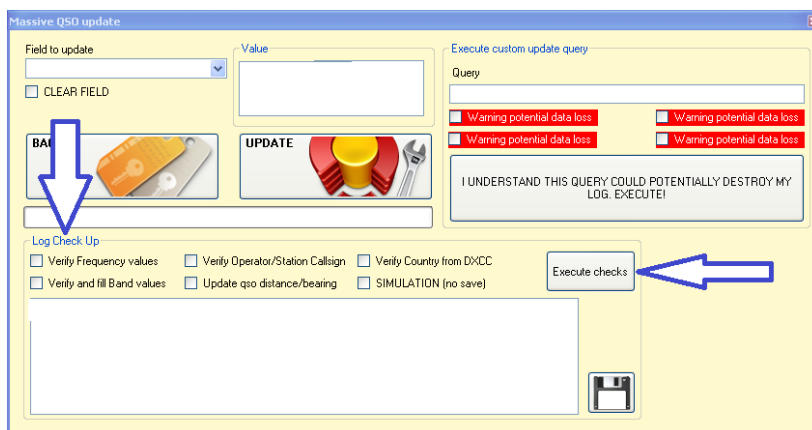 Massive QSO update
Field to update
CLEAR FIELD
Value
Execute custom update query
Query
Warning potential data loss
Warning potential data loss
Warning potential data loss
Warning potential data loss
I UNDERSTAND THIS QUERY COULD POTENTIALLY DESTROY MY
LOG. EXECUTE!
UPDATE
Log Check Up
Verify Frequency values
Verify Operator/Station Callsign
Verify Country from DXCC
Verify and fill Band values
Update qso distance/bearing
SIMULATION (no save)
Execute checks